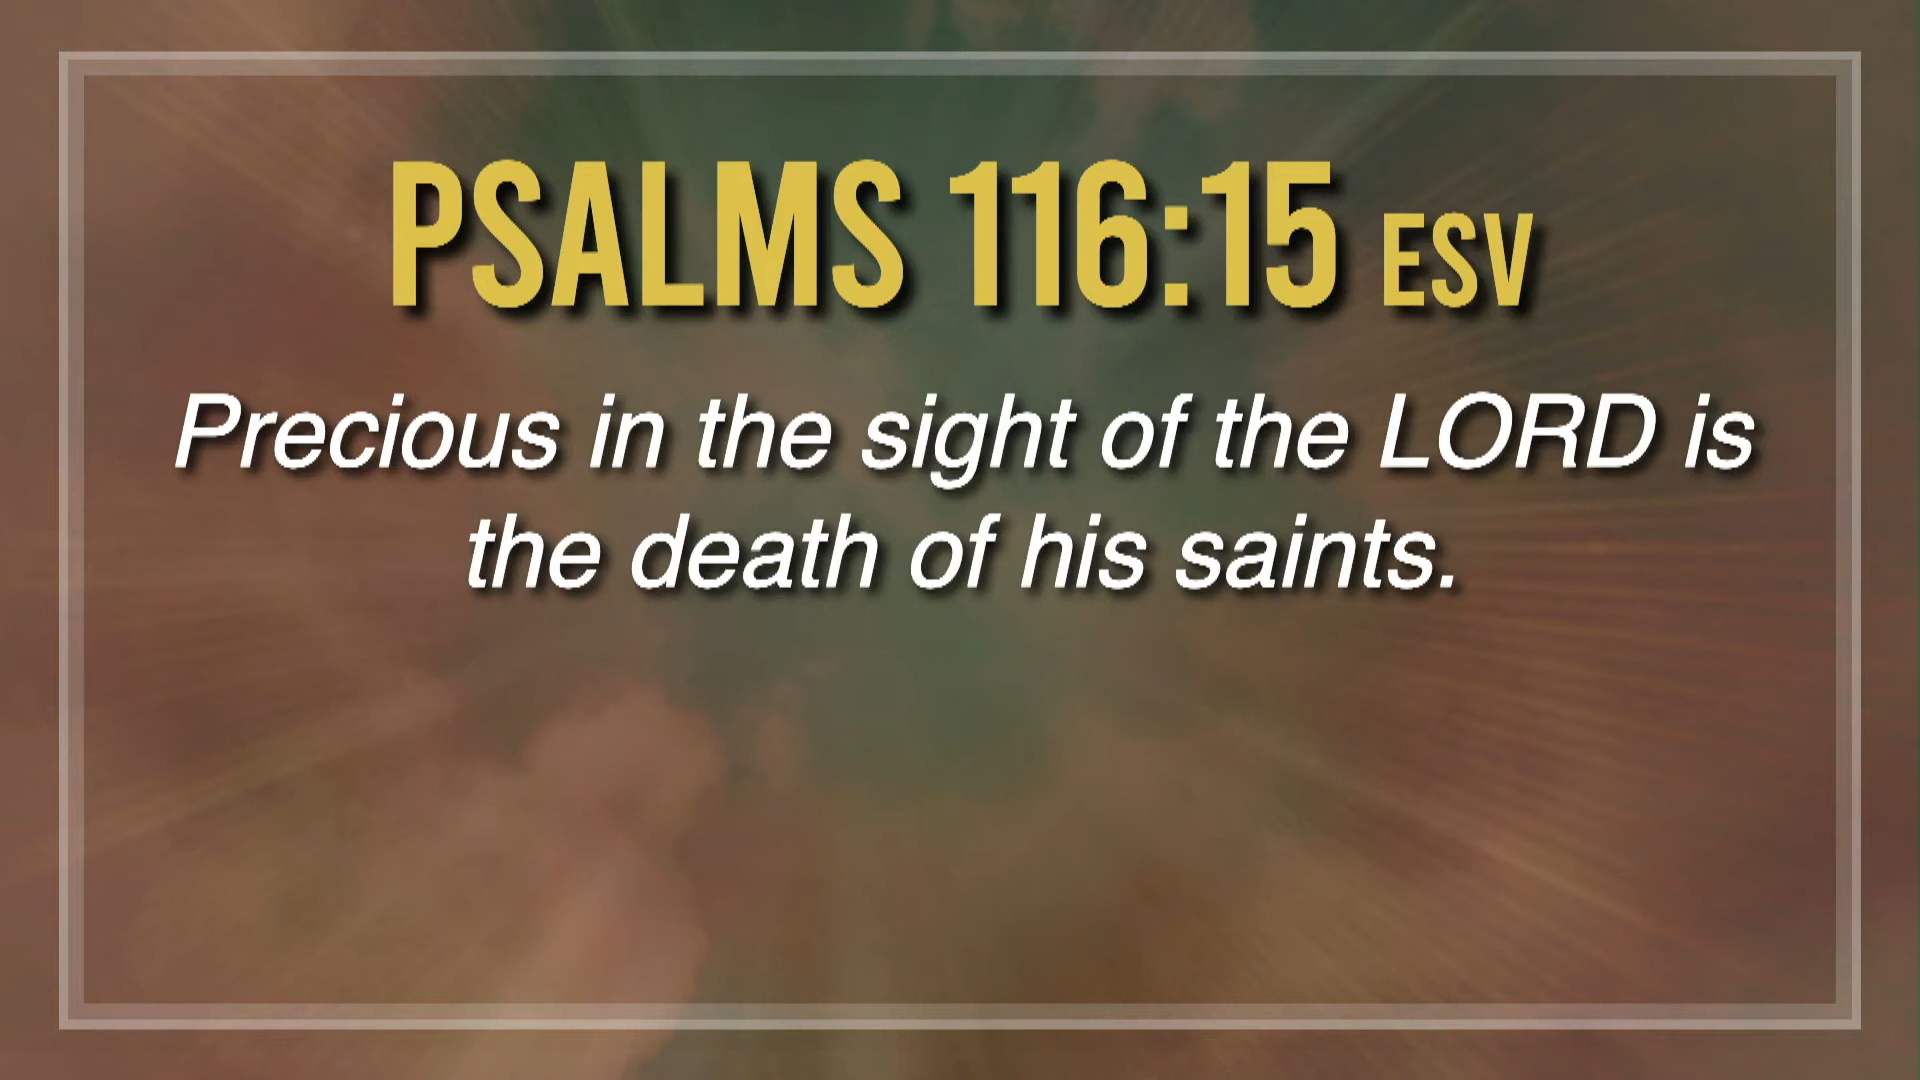 PSALMS 116:15 ESV
Precious in the sight of the LORD is
the death of his saints.